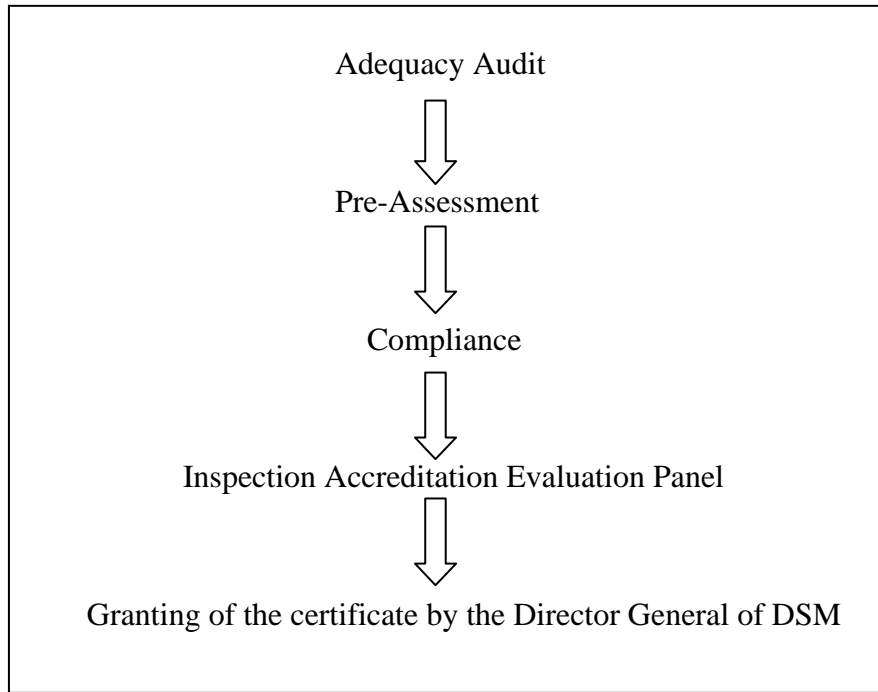 Adequacy Audit
Pre-Assessment
Compliance
Inspection Accreditation Evaluation Panel
Granting of the certificate by the Director General of DSM